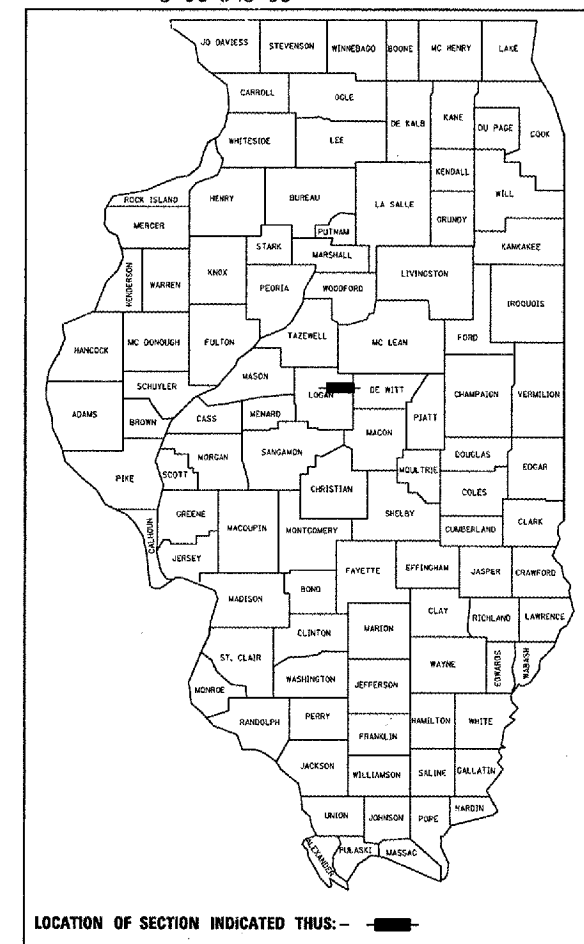 JO DAVIESS STEVENSON WINNEBAGO BOONE MC HENRY LAKE
CARROLL OGLE DE KALB KANE DU PAGE COOK
WHITESIDE LEE KENDALL WILL
ROCK ISLAND HENRY BUREAU LA SALLE GRUNDY
MERCER PUTNAM KANKAKEE
STARK MARSHALL
HENDERSON WARREN KNOX PEORIA WOODFORD LIVINGSTON IROQUOIS
HANCOCK MC DONOUGH FULTON TAZEWELL MC LEAN FORD
SCHUYLER MASON LOGAN DE WITT CHAMPAIGN VERMILION
ADAMS BROWN CASS MENARD MACON PIATT
MORGAN SANGAMON DOUGLAS EDGAR
PIKE SCOTT CHRISTIAN MOULTRIE COLES
GREENE MACOUPIN MONTGOMERY SHELBY CUMBERLAND CLARK
CALHOUN JERSEY FAYETTE EFFINGHAM JASPER CRAWFORD
MADISON BOND CLAY RICHLAND LAWRENCE
CLINTON MARION
ST. CLAIR WAYNE EDWARDS WABASH
MONROE WASHINGTON JEFFERSON
RANDOLPH PERRY HAMILTON WHITE
FRANKLIN
JACKSON WILLIAMSON SALINE GALLATIN
HARDIN
UNION JOHNSON POPE
ALEXANDER PULASKI MASSAC
LOCATION OF SECTION INDICATED THUS:-